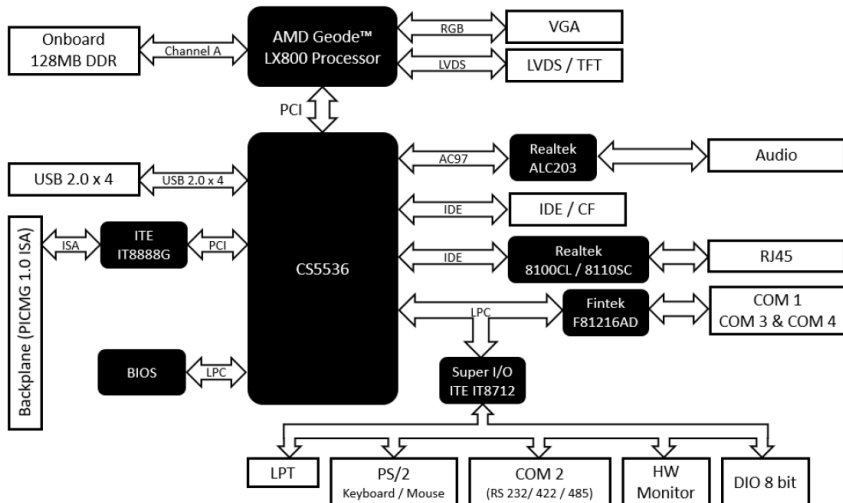 Onboard
128MB DDR
Channel A
AMD Geode™
LX800 Processor
RGB
VGA
LVDS
LVDS / TFT
PCI
USB 2.0 x 4
USB 2.0 x 4
AC97
Realtek
ALC203
Audio
IDE
IDE / CF
Backplane (PICMG 1.0 ISA)
ISA
ITE
IT8888G
PCI
CS5536
IDE
Realtek
8100CL / 8110SC
RJ45
LPC
Fintek
F81216AD
COM 1
COM 3 & COM 4
BIOS
LPC
Super I/O
ITE IT8712
LPT
PS/2
Keyboard / Mouse
COM 2
(RS 232/ 422 / 485)
HW
Monitor
DIO 8 bit